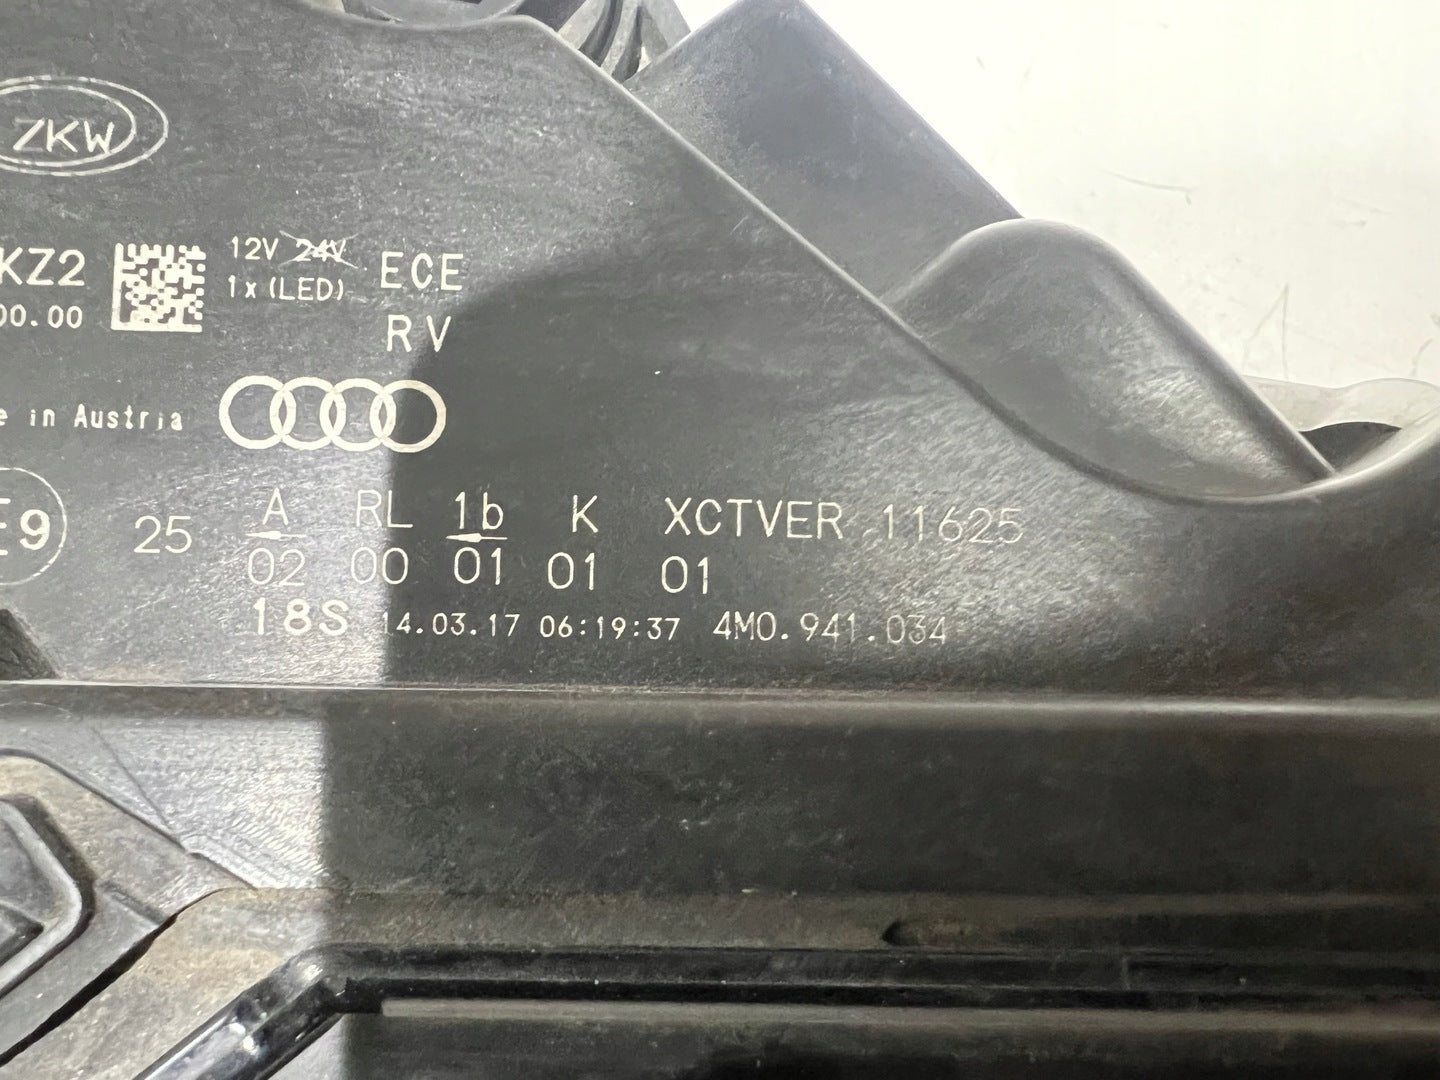 ZKW
KZ2 12V 24V ECE
1x (LED)
00.00 RV
e in Austria
E9 25 A RL 1b K XCTVER 11625
02 00 01 01 01
18S 14.03.17 06:19:37 4M0.941.034